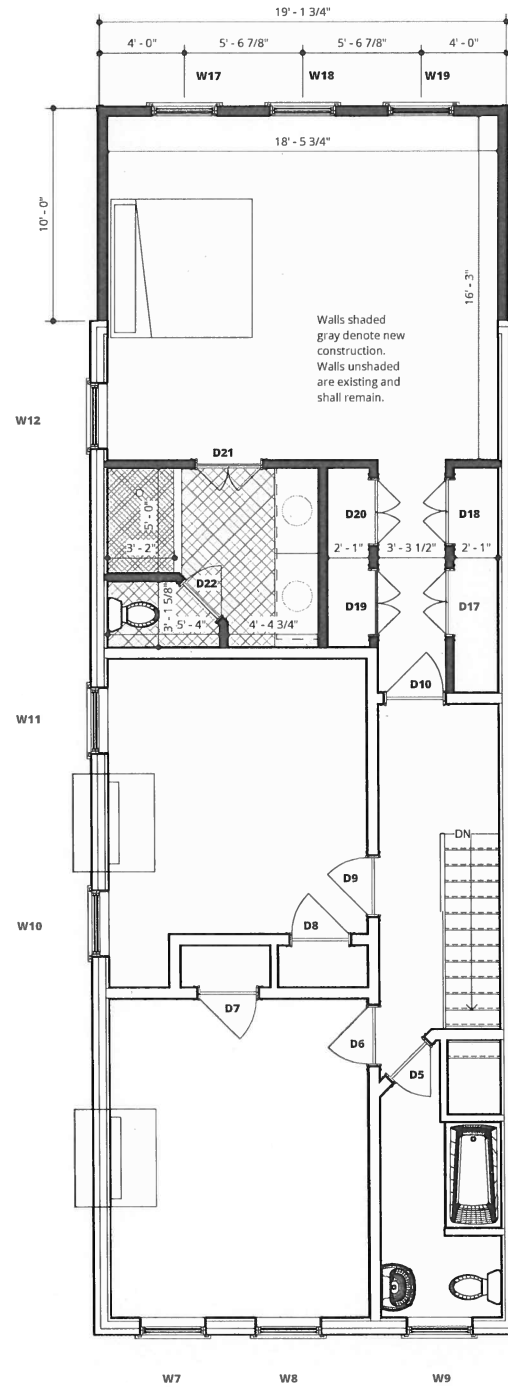 19' - 1 3/4"
4' - 0" 5' - 6 7/8" 5' - 6 7/8" 4' - 0"
W17 W18 W19
18' - 5 3/4"
10' - 0"
16' - 3"
Walls shaded
gray denote new
construction.
Walls unshaded
are existing and
shall remain.
W12
D21
5' - 0"
D20 D18
3' - 2" 2' - 1" 3' - 3 1/2" 2' - 1"
D22
3' - 1 5/8"
D19 D17
5' - 4" 4' - 4 3/4"
D10
W11
DN
D9
D8
W10
D7
D6
D5
W7 W8 W9